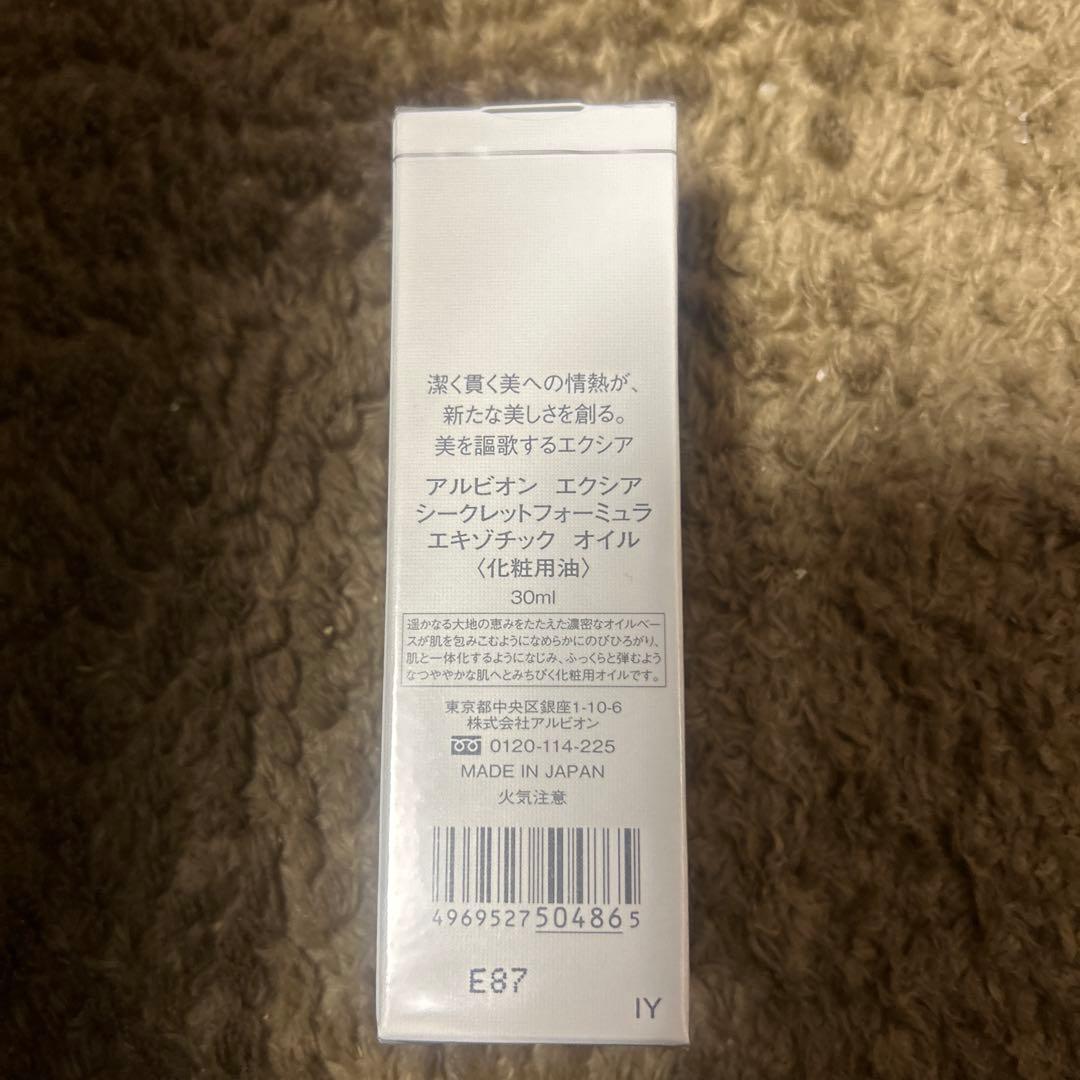 潔く貫く美への情熱が、
新たな美しさを創る。
美を謳歌するエクシア
アルビオン エクシア
シークレットフォーミュラ
エキゾチック オイル
〈化粧用油〉
30ml
遥かなる大地の恵みをたたえた濃密なオイルベー
スが肌を包みこむようになめらかにのびひろがり、
肌と一体化するようになじみ、ふっくらと弾むよう
なつややかな肌へとみちびく化粧用オイルです。
東京都中央区銀座1-10-6
株式会社アルビオン
0120-114-225
MADE IN JAPAN
火気注意
4969527504865
E87
IY